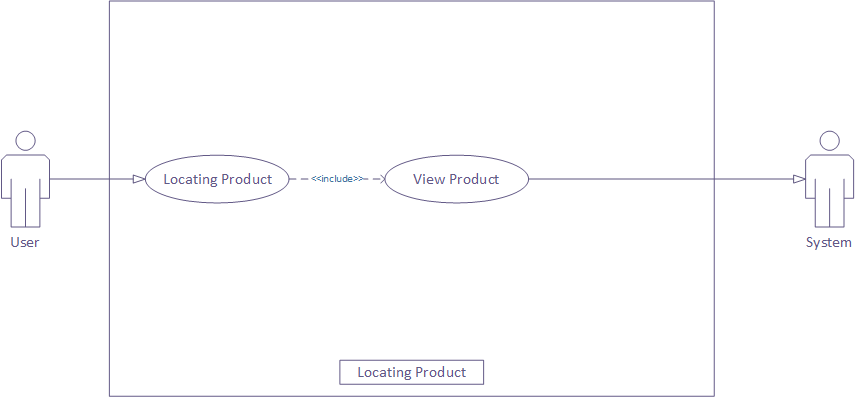 Locating Product
<<include>>
View Product
User
System
Locating Product